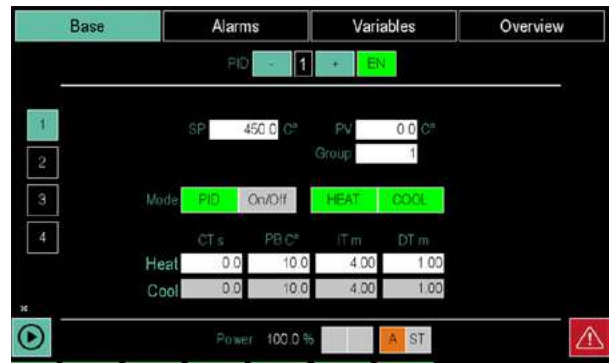 Base Alarms Variables Overview
PID - 1 + EN
1 SP 450.0 C° PV 0.0 C°
Group 1
2
3 Mode PID On/Off HEAT COOL
4 CT s PB C° IT m DT m
Heat 0.0 10.0 4.00 1.00
Cool 0.0 10.0 4.00 1.00
Power 100.0 % A ST